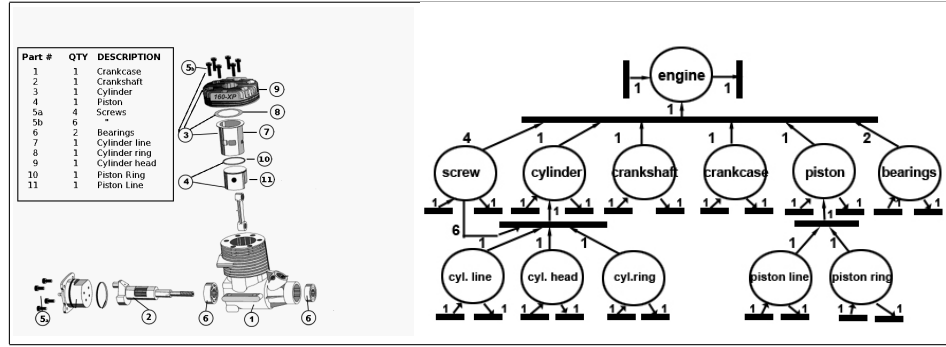 Part # QTY DESCRIPTION
1 1 Crankcase
2 1 Crankshaft
3 1 Cylinder
4 1 Piston
5a 4 Screws
5b 6 "
6 2 Bearings
7 1 Cylinder line
8 1 Cylinder ring
9 1 Cylinder head
10 1 Piston Ring
11 1 Piston Line
160-XP
9
8
3
7
10
4
11
2
6
1
6
engine
1 1
1
4 1 1 1 1 2
screw cylinder crankshaft crankcase piston bearings
1 1 1 1 1 1 1 1 1 1 1 1
1 1
6
1 1 1 1 1
cyl. line cyl. head cyl.ring piston line piston ring
1 1 1 1 1 1 1 1 1 1